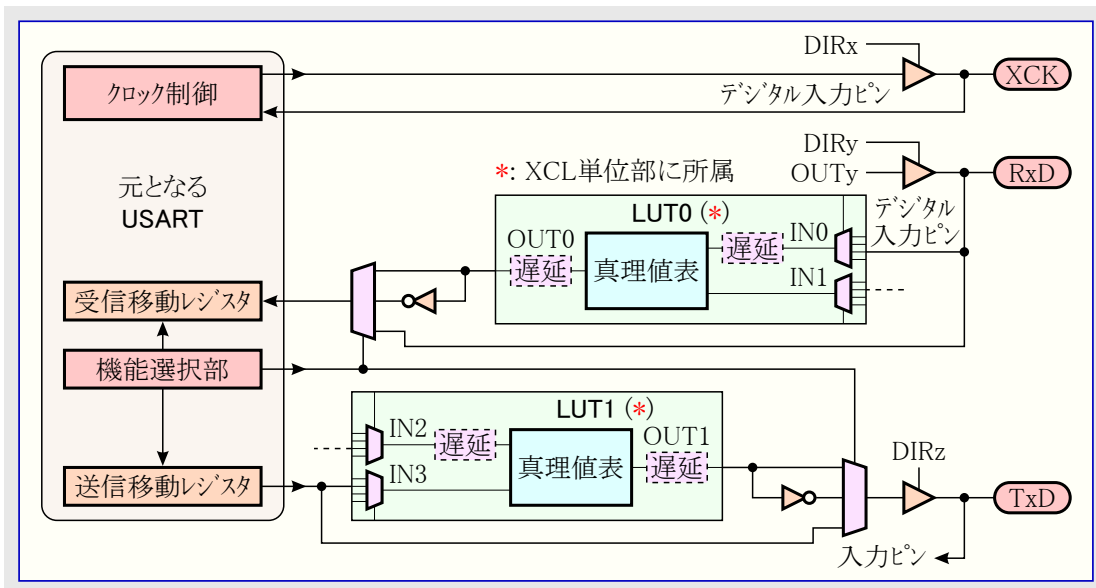 DIRx
クロック制御
XCK
デジタル入力ピン
DIRy
OUTy
RxD
*: XCL単位部に所属
元となる
USART
LUT0 (*)
デジタル
入力ピン
OUT0
遅延
真理値表
遅延
IN0
IN1
受信移動レジスタ
機能選択部
LUT1 (*)
IN2
遅延
真理値表
OUT1
遅延
IN3
DIRz
送信移動レジスタ
TxD
入力ピン